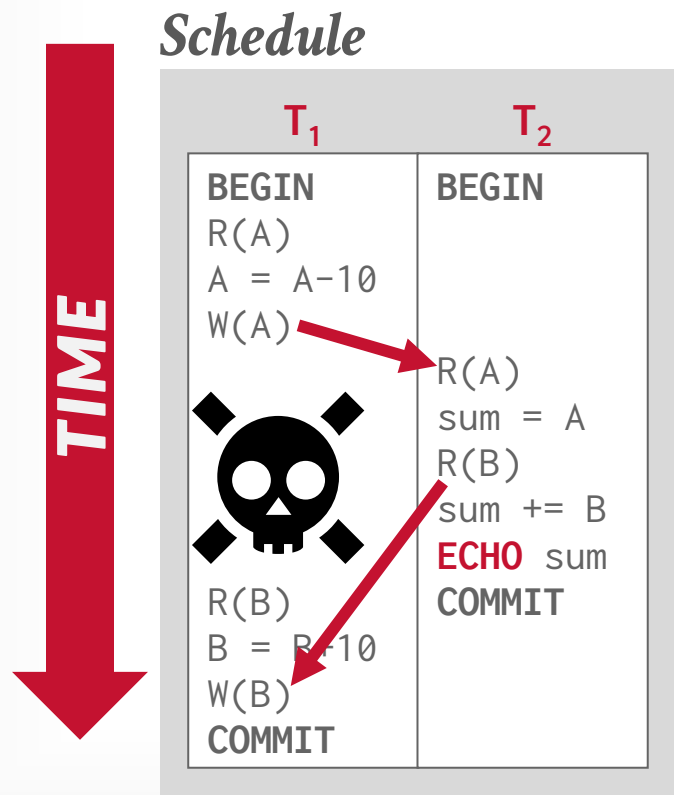 Schedule
TIME
T1
T2
BEGIN
R(A)
A = A-10
W(A)
R(B)
B = B+10
W(B)
COMMIT
BEGIN
R(A)
sum = A
R(B)
sum += B
ECHO sum
COMMIT